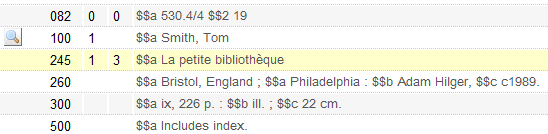 082 0 0 $$a 530.4/4 $$2 19
100 1 $$a Smith, Tom
245 1 3 $$a La petite bibliothèque
260 $$a Bristol, England ; $$a Philadelphia : $$b Adam Hilger, $$c c1989.
300 $$a ix, 226 p. : $$b ill. ; $$c 22 cm.
500 $$a Includes index.